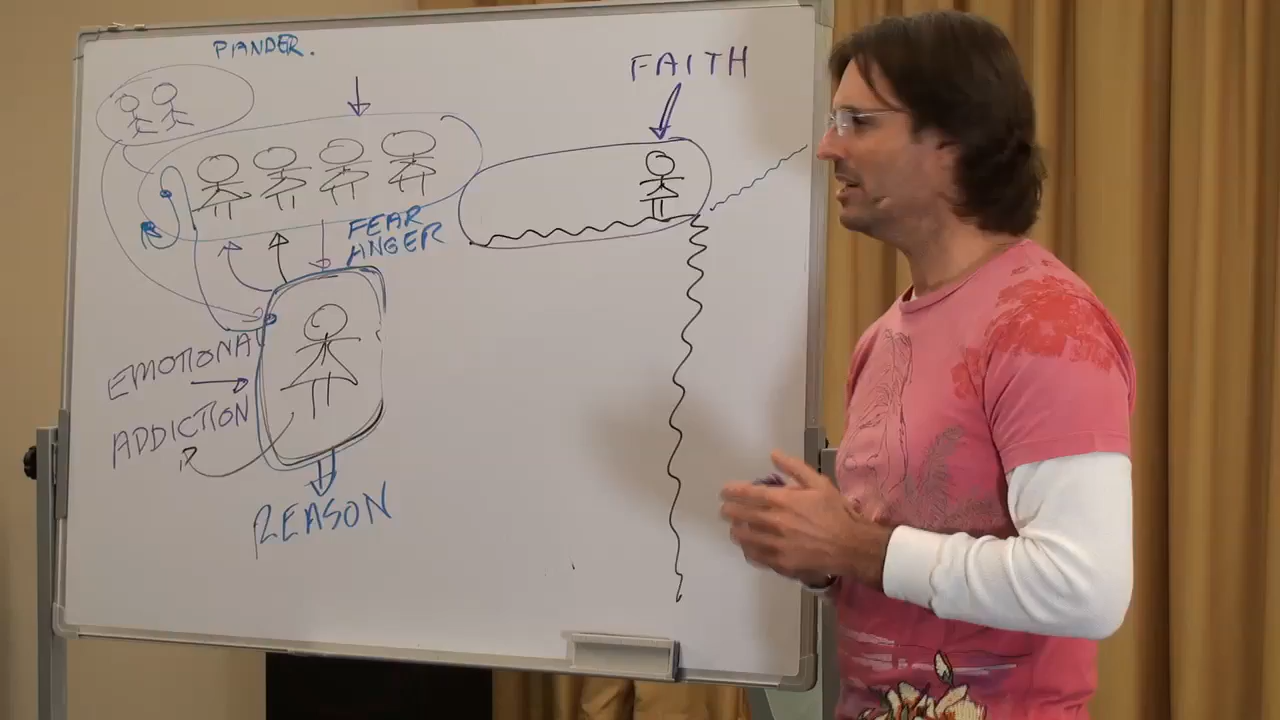 PANDER.
FAITH
FEAR
ANGER
EMOTIONAL
ADDICTION
REASON